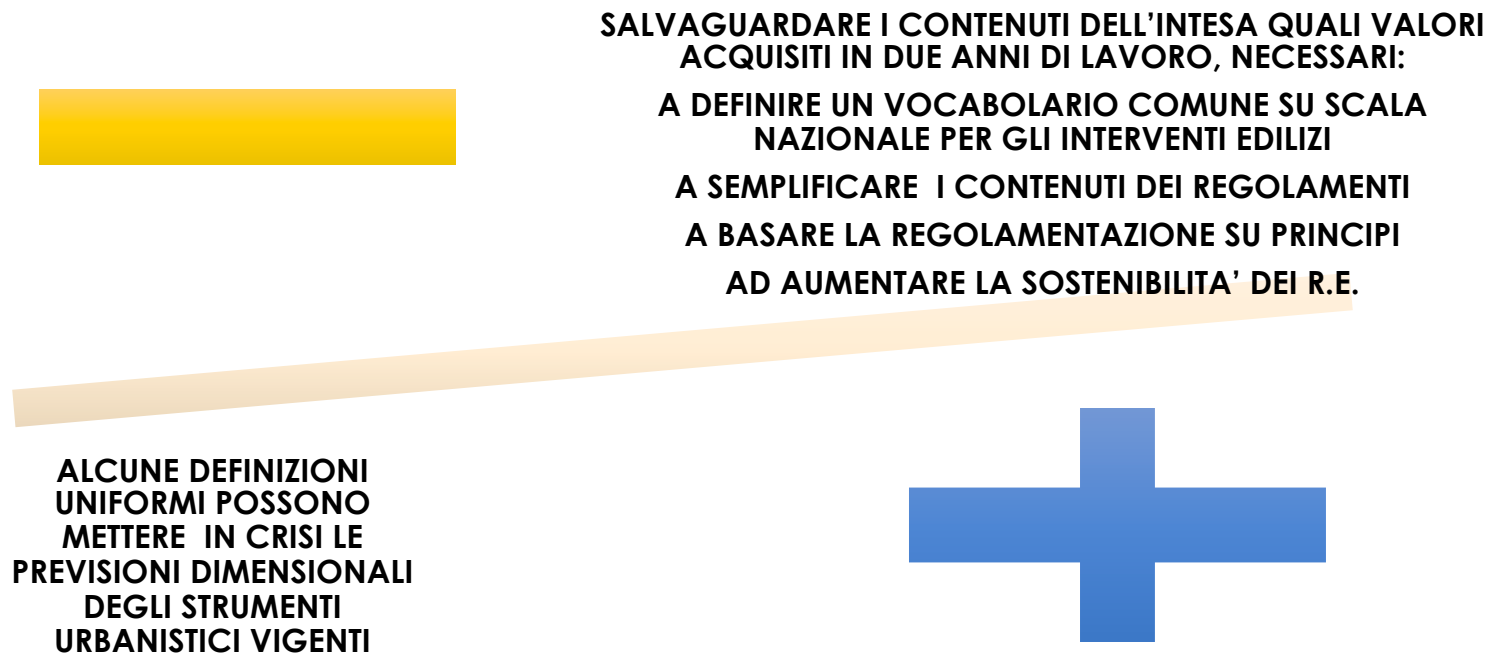 SALVAGUARDARE I CONTENUTI DELL’INTESA QUALI VALORI
ACQUISITI IN DUE ANNI DI LAVORO, NECESSARI:
A DEFINIRE UN VOCABOLARIO COMUNE SU SCALA
NAZIONALE PER GLI INTERVENTI EDILIZI
A SEMPLIFICARE I CONTENUTI DEI REGOLAMENTI
A BASARE LA REGOLAMENTAZIONE SU PRINCIPI
AD AUMENTARE LA SOSTENIBILITA’ DEI R.E.
ALCUNE DEFINIZIONI
UNIFORMI POSSONO
METTERE IN CRISI LE
PREVISIONI DIMENSIONALI
DEGLI STRUMENTI
URBANISTICI VIGENTI